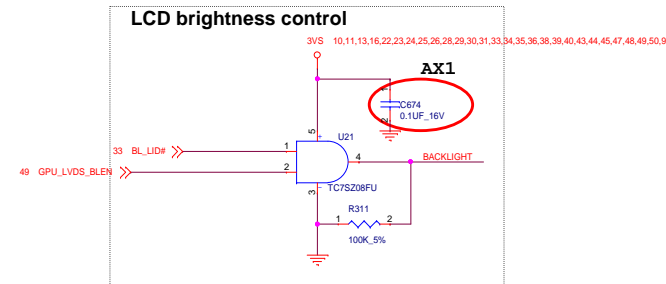 LCD brightness control
3VS 10,11,13,16,22,23,24,25,26,28,29,30,31,33,34,35,36,38,39,40,43,44,45,47,48,49,50,9
AX1
1
C674
0.1UF_16V
2
5
+
U21
33 BL_LID#
1
4
BACKLIGHT
49 GPU_LVDS_BLEN
2
-
TC7SZ08FU
3
R311
1
2
100K_5%